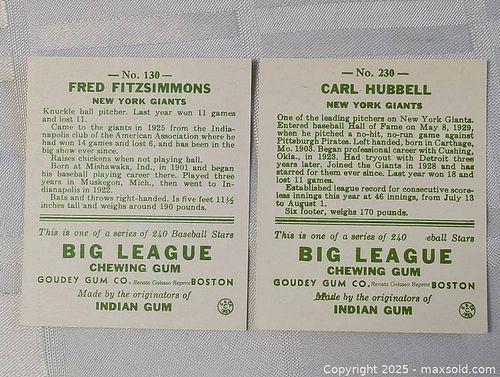 — No. 130 —
FRED FITZSIMMONS
NEW YORK GIANTS
Knuckle ball pitcher. Last year won 11 games
and lost 11.
Came to the giants in 1925 from the India-
napolis club of the American Association where he
had won 14 games and lost 6, and has been in the
big show ever since.
Raises chickens when not playing ball.
Born at Mishawaka, Ind., in 1901 and began
his baseball playing career there. Played three
years in Muskegon, Mich., then went to In-
dianapolis in 1922.
Bats and throws right-handed. Is five feet 11½
inches tall and weighs around 190 pounds.
This is one of a series of 240 Baseball Stars
BIG LEAGUE
CHEWING GUM
GOUDEY GUM CO. Renata Galasso Reprint BOSTON
Made by the originators of
INDIAN GUM
— No. 230 —
CARL HUBBELL
NEW YORK GIANTS
One of the leading pitchers on New York Giants.
Entered baseball Hall of Fame on May 8, 1929,
when he pitched a no-hit, no-run game against
Pittsburgh Pirates. Left handed, born in Carthage,
Mo. 1903. Began professional career with Cushing,
Okla., in 1923. Had tryout with Detroit three
years later. Joined the Giants in 1928 and has
starred for them ever since. Last year won 18 and
lost 11 games.
Established league record for consecutive score-
less innings this year at 46 innings, from July 13
to August 1.
Six footer, weighs 170 pounds.
This is one of a series of 240 eball Stars
BIG LEAGUE
CHEWING GUM
GOUDEY GUM CO. Renata Galasso Reprint BOSTON
Made by the originators of
INDIAN GUM
Copyright 2025 - maxsold.com